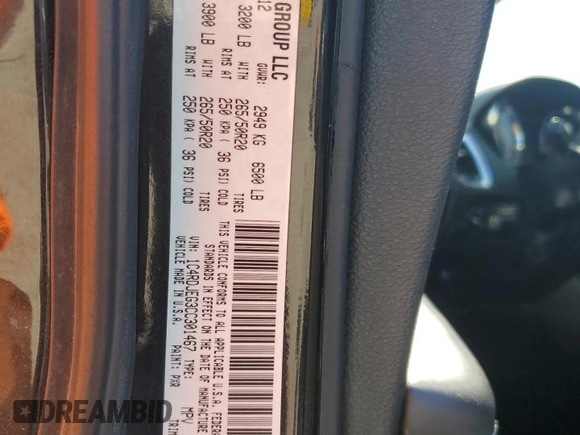 GROUP LLC
12
GVWR: 2949 KG 6500 LB
3200 LB WITH 265/50R20 TIRES
RIMS AT 250 KPA ( 36 PSI) COLD
3900 LB WITH 265/50R20 TIRES
RIMS AT 250 KPA ( 36 PSI) COLD
THIS VEHICLE CONFORMS TO ALL APPLICABLE U.S.A. FEDERA
STANDARDS IN EFFECT ON THE DATE OF MANUFACTURE
VIN: 1C4RDJEG3CC301467 TYPE: MPV
VEHICLE MADE IN U.S.A. PAINT: PXR TRIM
DREAMBID.COM